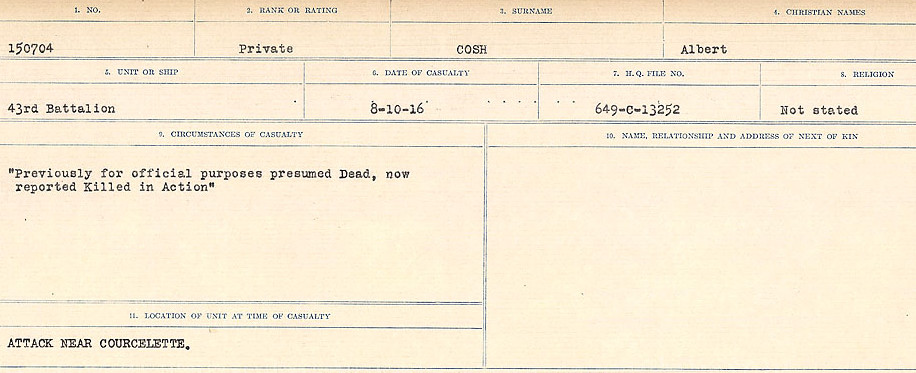 1. NO. 2. RANK OR RATING 3. SURNAME 4. CHRISTIAN NAMES
150704 Private COSH Albert
5. UNIT OR SHIP 6. DATE OF CASUALTY 7. H.Q. FILE NO. 8. RELIGION
43rd Battalion 8-10-16 649-C-13252 Not stated
9. CIRCUMSTANCES OF CASUALTY 10. NAME, RELATIONSHIP AND ADDRESS OF NEXT OF KIN
"Previously for official purposes presumed Dead, now
reported Killed in Action"
11. LOCATION OF UNIT AT TIME OF CASUALTY
ATTACK NEAR COURCELETTE.